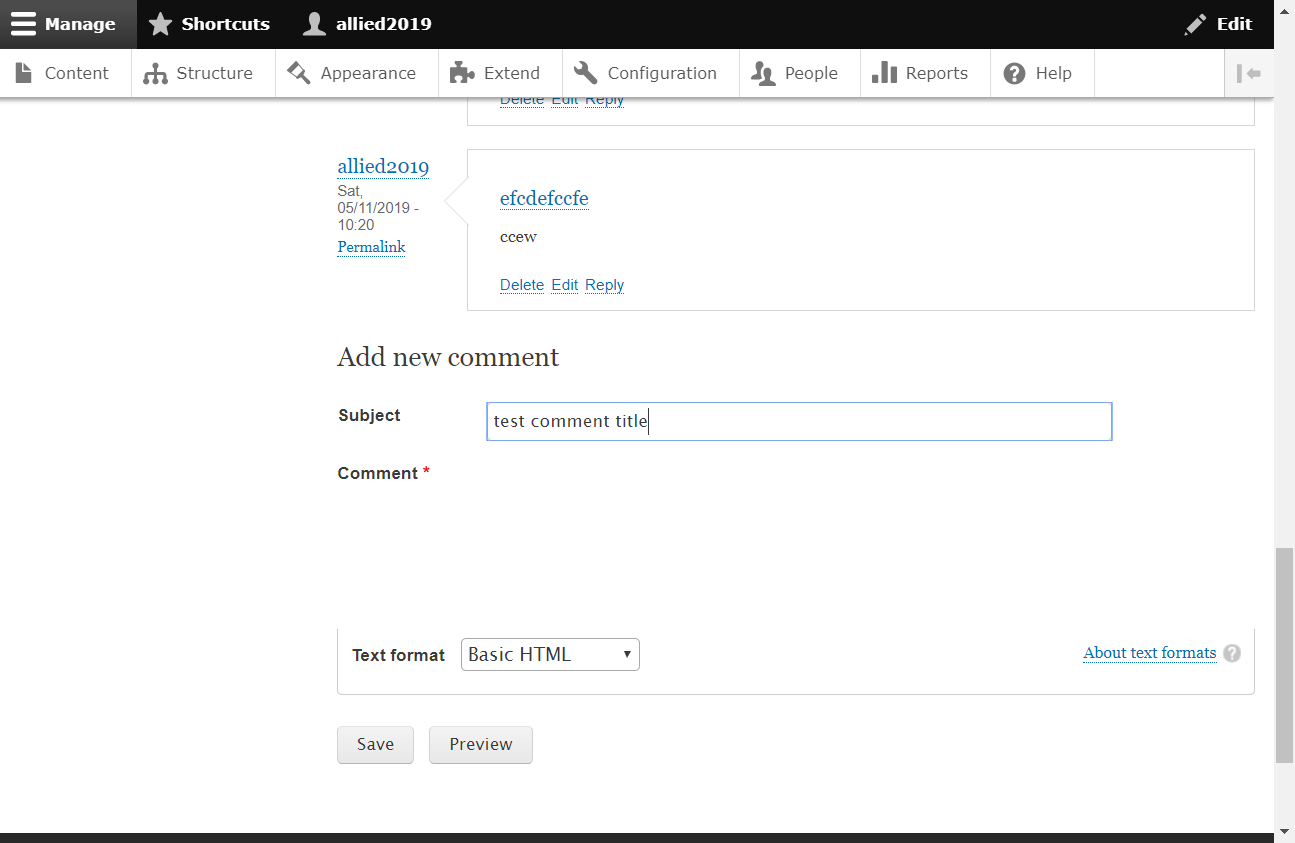 Manage Shortcuts allied2019 Edit
Content Structure Appearance Extend Configuration People Reports Help
Delete Edit Reply
allied2019
Sat,
05/11/2019 -
10:20
Permalink
efcdefccfe
ccew
Delete Edit Reply
Add new comment
Subject test comment title
Comment *
Text format Basic HTML About text formats ?
Save Preview